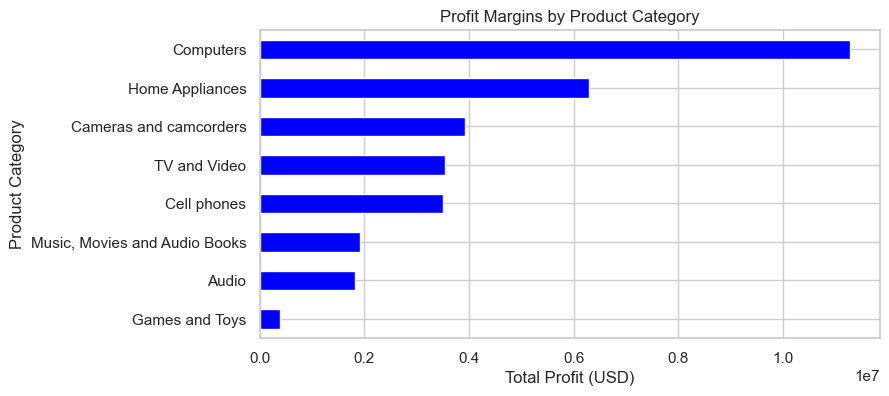 Profit Margins by Product Category
Product Category
Computers
Home Appliances
Cameras and camcorders
TV and Video
Cell phones
Music, Movies and Audio Books
Audio
Games and Toys
0.0 0.2 0.4 0.6 0.8 1.0
1e7
Total Profit (USD)